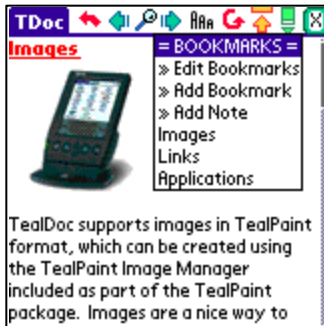 TDoc
AAA
Images
= BOOKMARKS =
» Edit Bookmarks
» Add Bookmark
» Add Note
Images
Links
Applications
TealDoc supports images in TealPaint
format, which can be created using
the TealPaint Image Manager
included as part of the TealPaint
package. Images are a nice way to